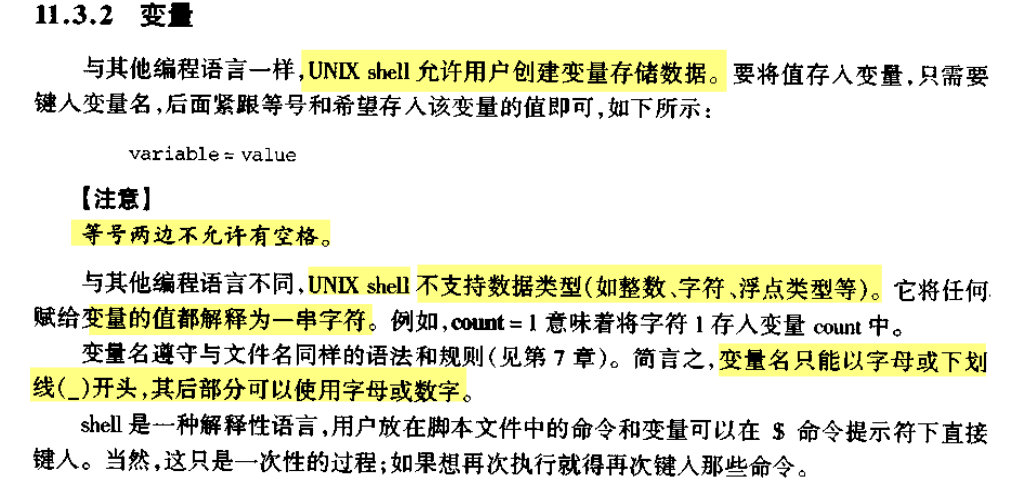 11.3.2 变量
与其他编程语言一样,UNIX shell 允许用户创建变量存储数据。要将值存入变量,只需要
键入变量名,后面紧跟等号和希望存入该变量的值即可,如下所示:
variable = value
【注意】
等号两边不允许有空格。
与其他编程语言不同,UNIX shell 不支持数据类型(如整数、字符、浮点类型等)。它将任何
赋给变量的值都解释为一串字符。例如,count = 1 意味着将字符 1 存入变量 count 中。
变量名遵守与文件名同样的语法和规则(见第 7 章)。简言之,变量名只能以字母或下划
线(_)开头,其后部分可以使用字母或数字。
shell 是一种解释性语言,用户放在脚本文件中的命令和变量可以在 $ 命令提示符下直接
键入。当然,这只是一次性的过程;如果想再次执行就得再次键入那些命令。